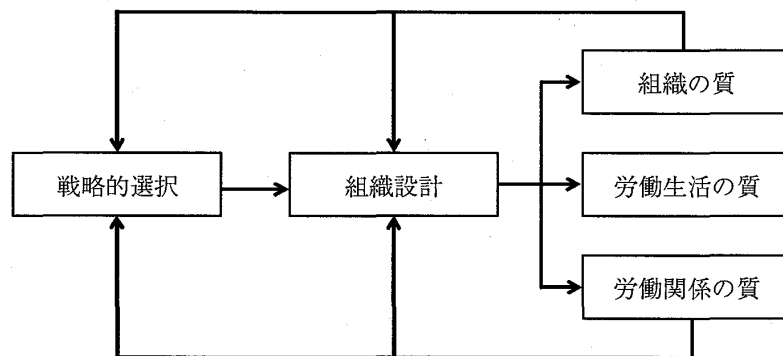 組織の質
戦略的選択
組織設計
労働生活の質
労働関係の質